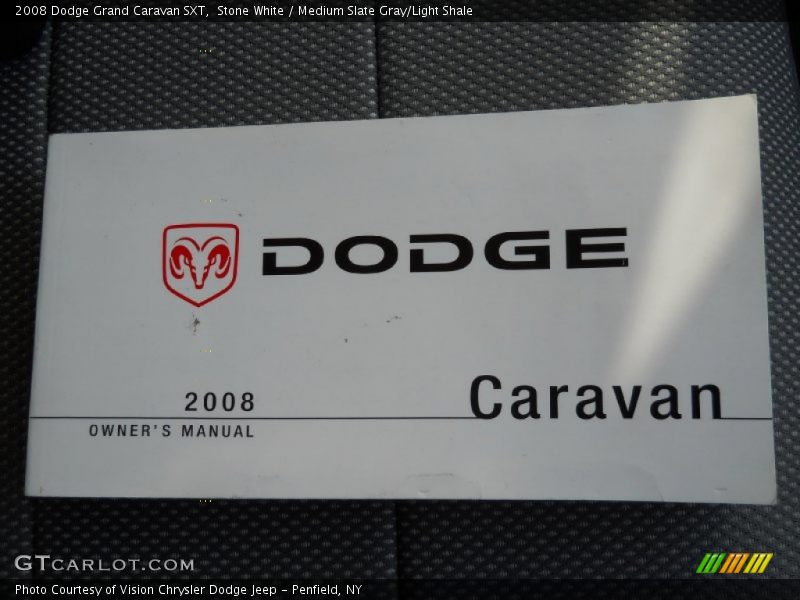 2008 Dodge Grand Caravan SXT,  Stone White / Medium Slate Gray/Light Shale
DODGE
2008
Caravan
OWNER'S MANUAL
GTCARLOT.COM
Photo Courtesy of Vision Chrysler Dodge Jeep - Penfield, NY